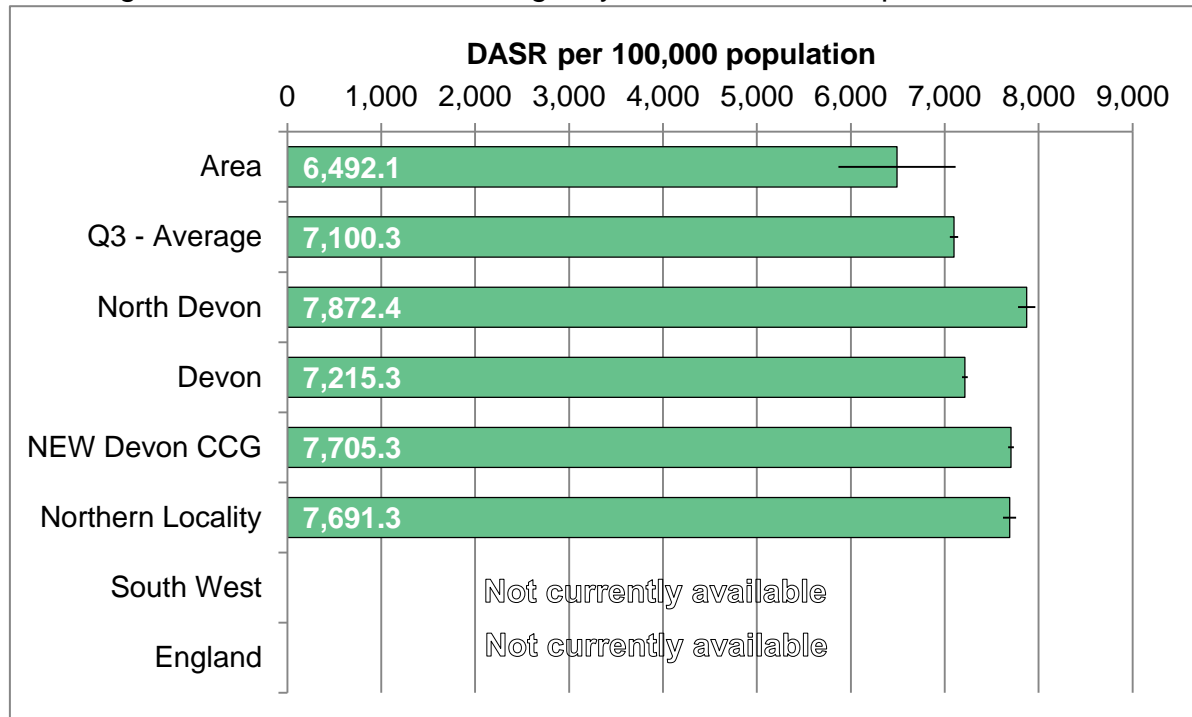 DASR per 100,000 population
0 1,000 2,000 3,000 4,000 5,000 6,000 7,000 8,000 9,000
Area 6,492.1
Q3 - Average 7,100.3
North Devon 7,872.4
Devon 7,215.3
NEW Devon CCG 7,705.3
Northern Locality 7,691.3
South West Not currently available
England Not currently available